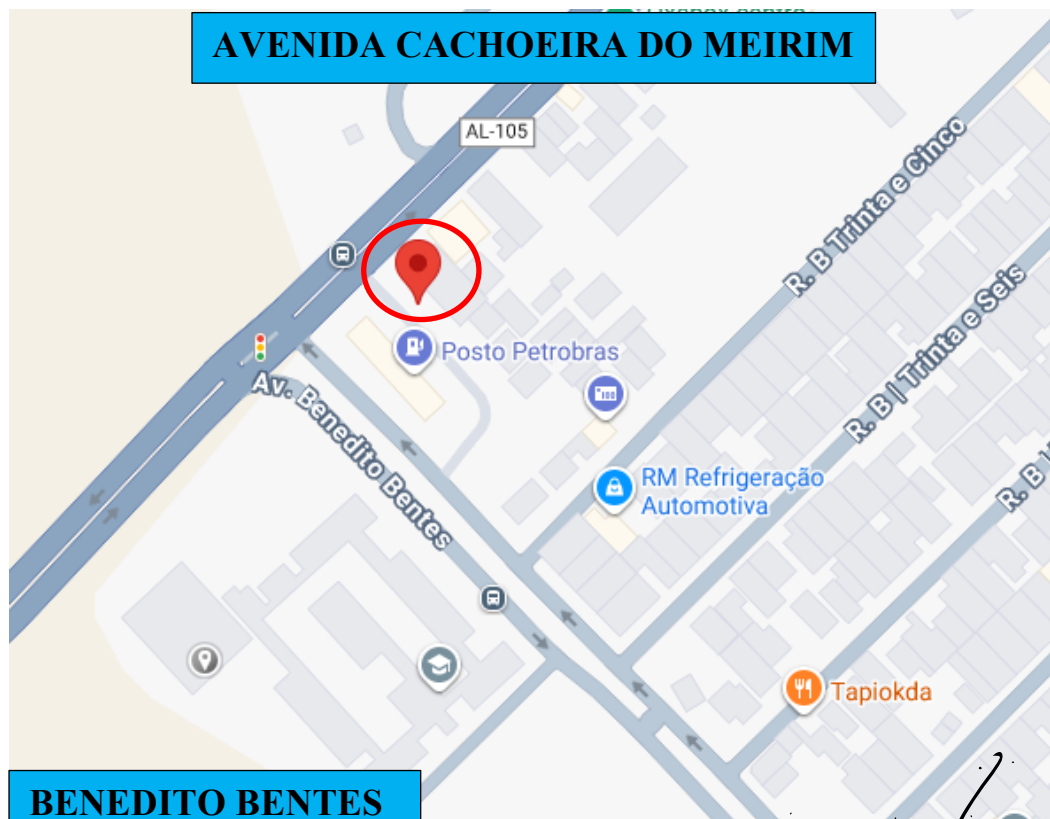 AVENIDA CACHOEIRA DO MEIRIM
AL-105
R. B Trinta e Cinco
Posto Petrobras
R. B | Trinta e Seis
Av. Benedito Bentes
R. B
RM Refrigeração
Automotiva
Tapiokda
BENEDITO BENTES